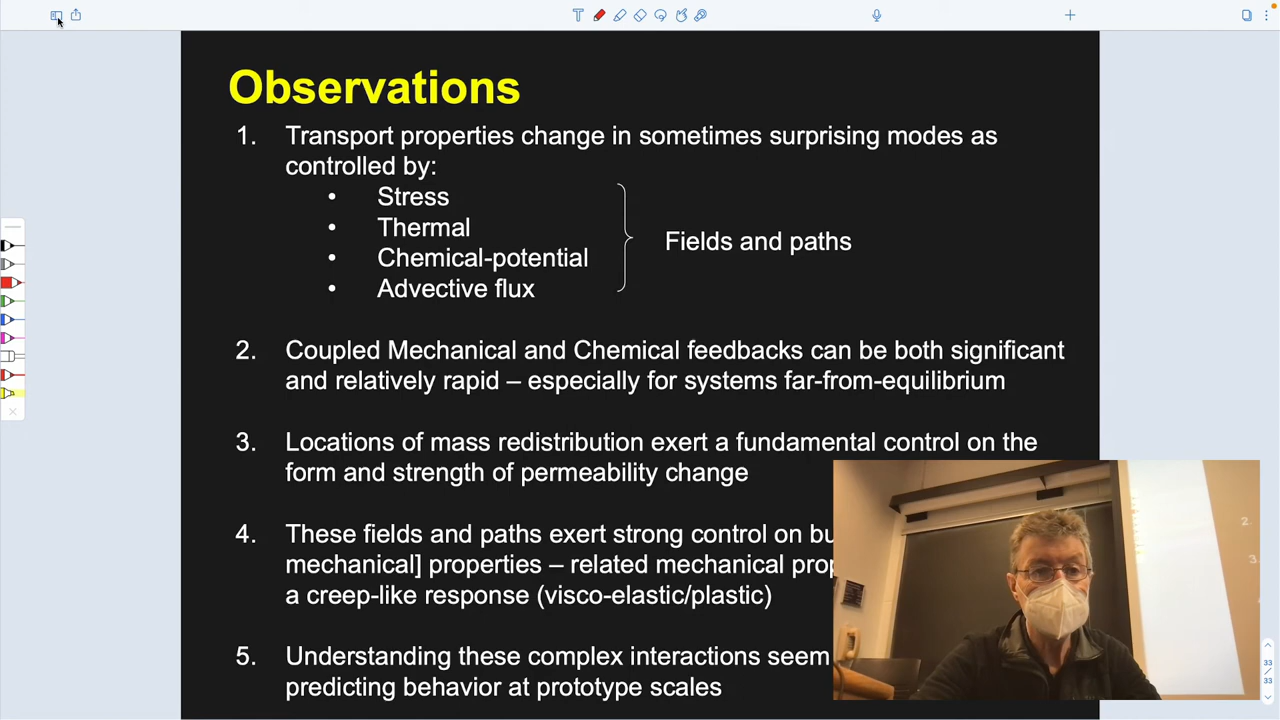 Observations
1. Transport properties change in sometimes surprising modes as
controlled by:
• Stress
• Thermal
• Chemical-potential
• Advective flux
Fields and paths
2. Coupled Mechanical and Chemical feedbacks can be both significant
and relatively rapid – especially for systems far-from-equilibrium
3. Locations of mass redistribution exert a fundamental control on the
form and strength of permeability change
4. These fields and paths exert strong control on
mechanical] properties – related mechanical
a creep-like response (visco-elastic/plastic)
5. Understanding these complex interactions seem
predicting behavior at prototype scales
33
33
2
3